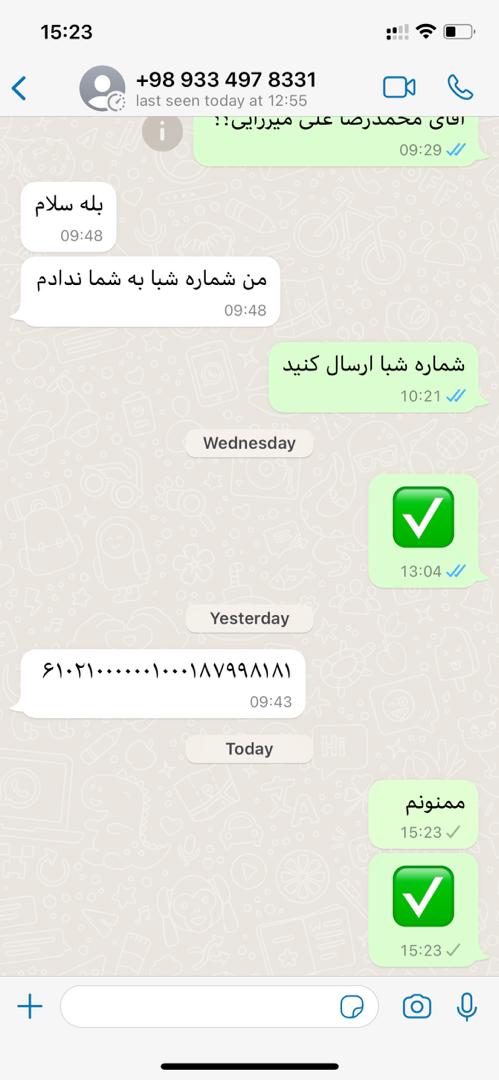 15:23
+98 933 497 8331
last seen today at 12:55
آقای محمدرضا علی میرزایی؟؟
09:29
بله سلام
09:48
من شماره شبا به شما ندادم
09:48
شماره شبا ارسال کنید
10:21
Wednesday
13:04
Yesterday
۶۱۰۲۱۰۰۰۰۰۰۱۰۰۰۱۸۷۹۹۸۱۸۱
09:43
Today
ممنونم
15:23
15:23